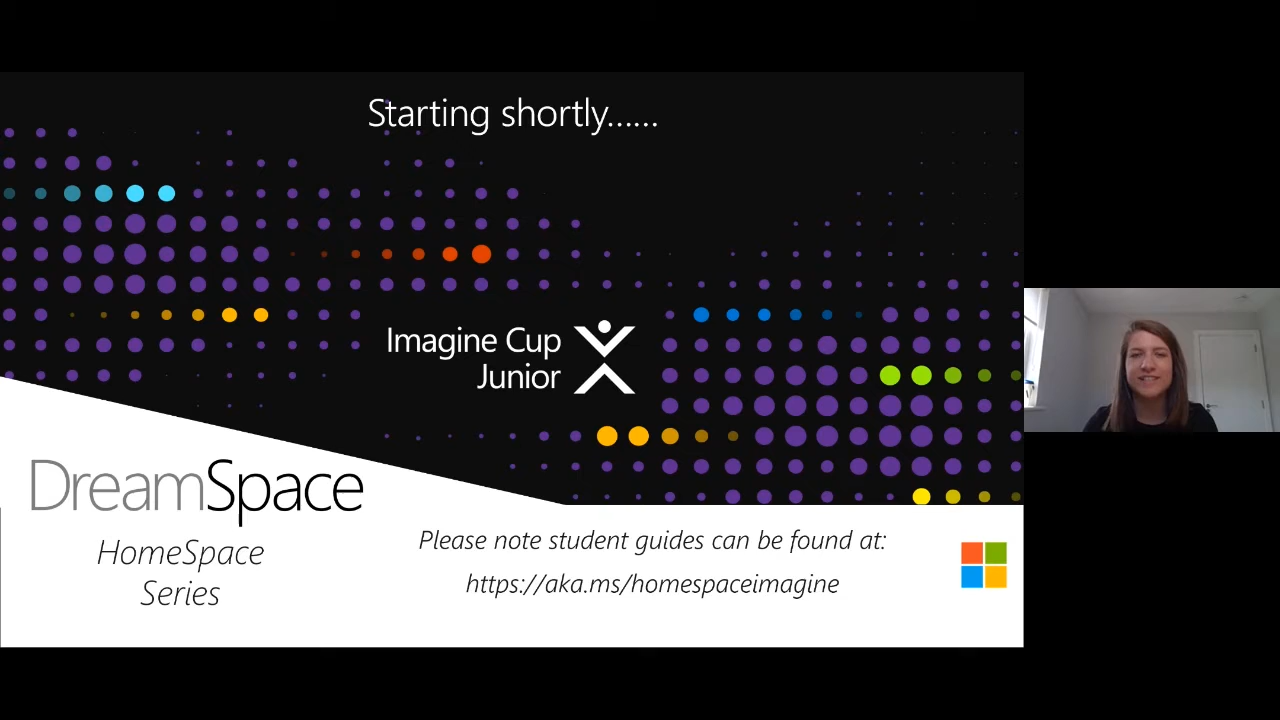 Starting shortly......
Imagine Cup
Junior
DreamSpace
HomeSpace
Series
Please note student guides can be found at:
https://aka.ms/homespaceimagine